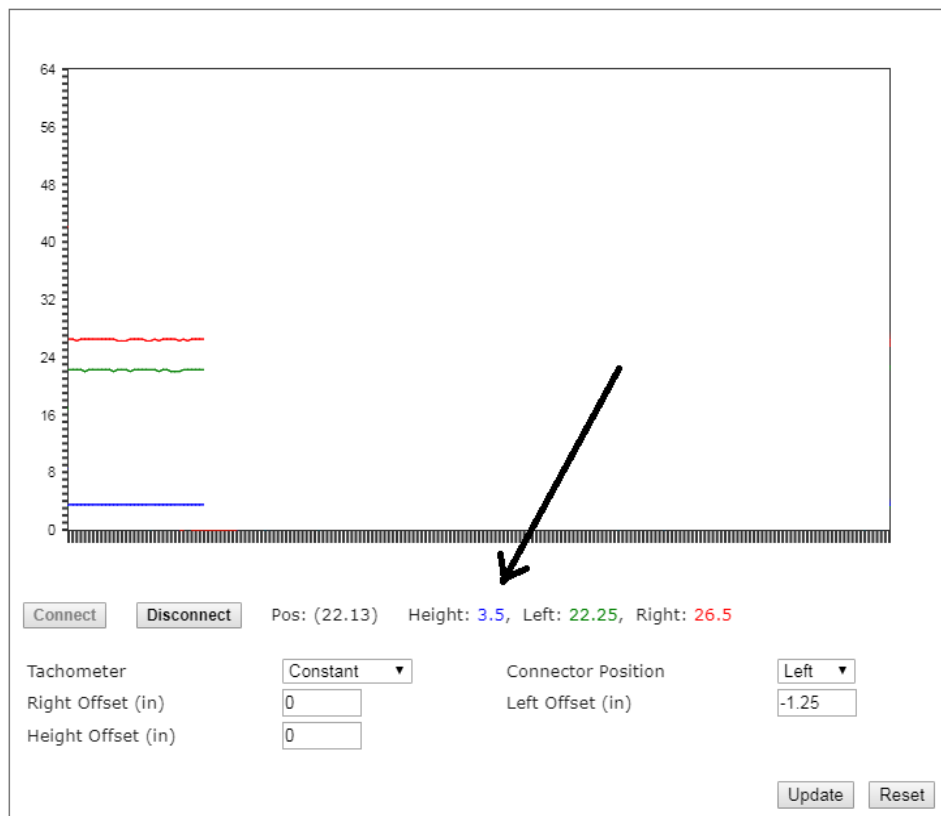 64
56
48
40
32
24
16
8
0
Connect Disconnect Pos: (22.13) Height: 3.5, Left: 22.25, Right: 26.5
Tachometer Constant Connector Position Left
Right Offset (in) 0 Left Offset (in) -1.25
Height Offset (in) 0
Update Reset